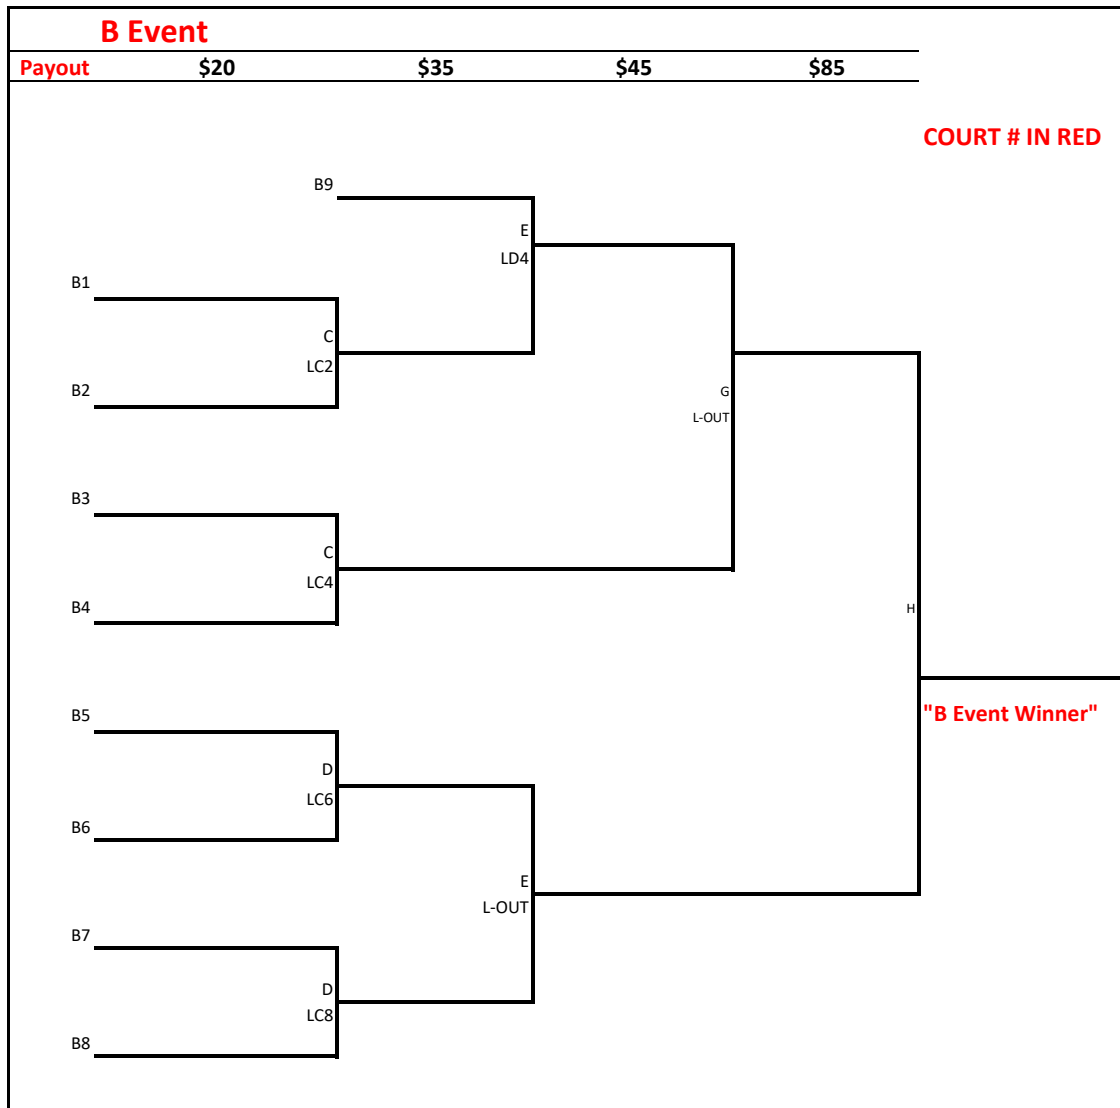 B Event
Payout $20 $35 $45 $85
COURT # IN RED
B9
E
LD4
B1
C
LC2
B2
G
L-OUT
B3
C
LC4
B4
H
B5
"B Event Winner"
D
LC6
B6
E
L-OUT
B7
D
LC8
B8